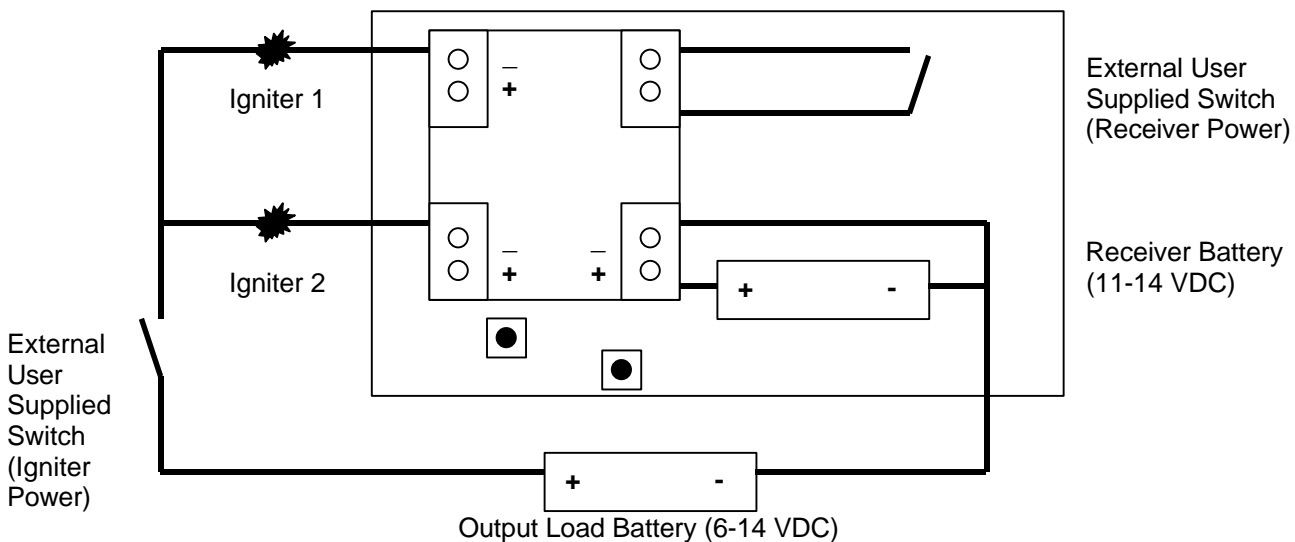 Igniter 1
_
+
External User
Supplied Switch
(Receiver Power)
Igniter 2
_
+
_
+
+ -
Receiver Battery
(11-14 VDC)
External
User
Supplied
Switch
(Igniter
Power)
+ -
Output Load Battery (6-14 VDC)